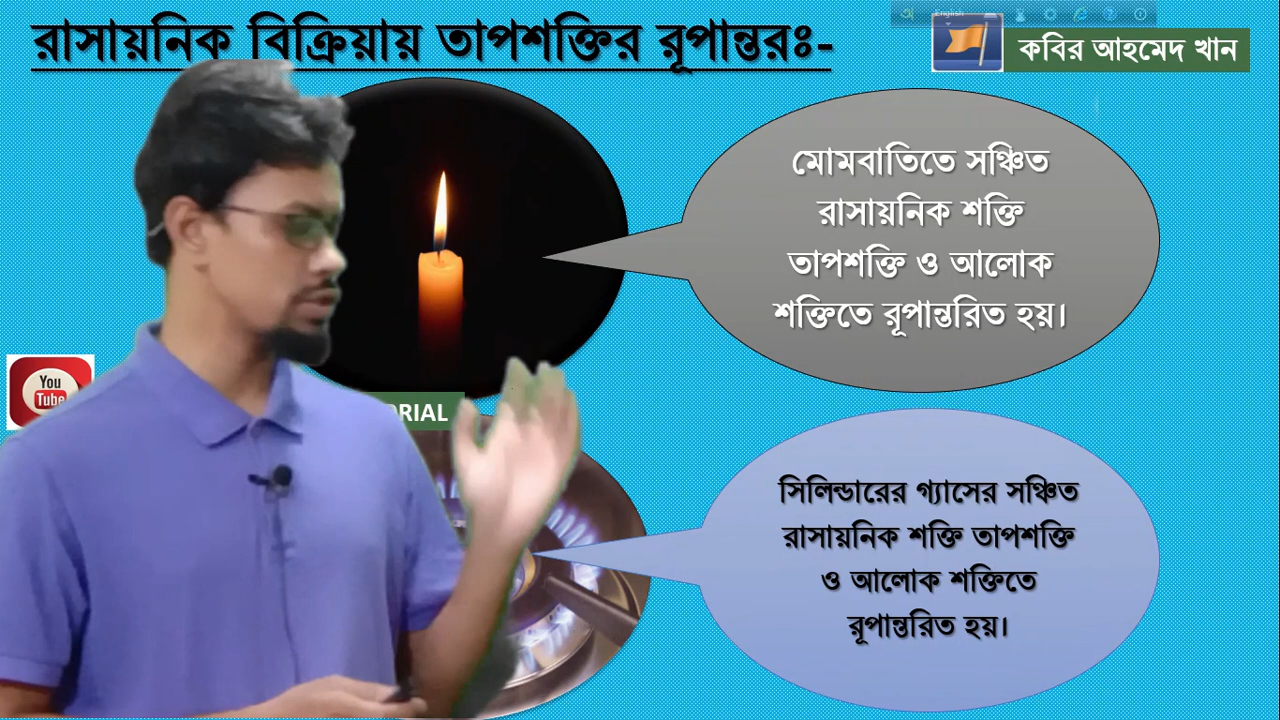 রাসায়নিক বিক্রিয়ায় তাপশক্তির রূপান্তরঃ-
English
কবির আহমেদ খান
মোমবাতিতে সঞ্চিত
রাসায়নিক শক্তি
তাপশক্তি ও আলোক
শক্তিতে রূপান্তরিত হয়।
You
Tube
ORIAL
সিলিন্ডারের গ্যাসের সঞ্চিত
রাসায়নিক শক্তি তাপশক্তি
ও আলোক শক্তিতে
রূপান্তরিত হয়।